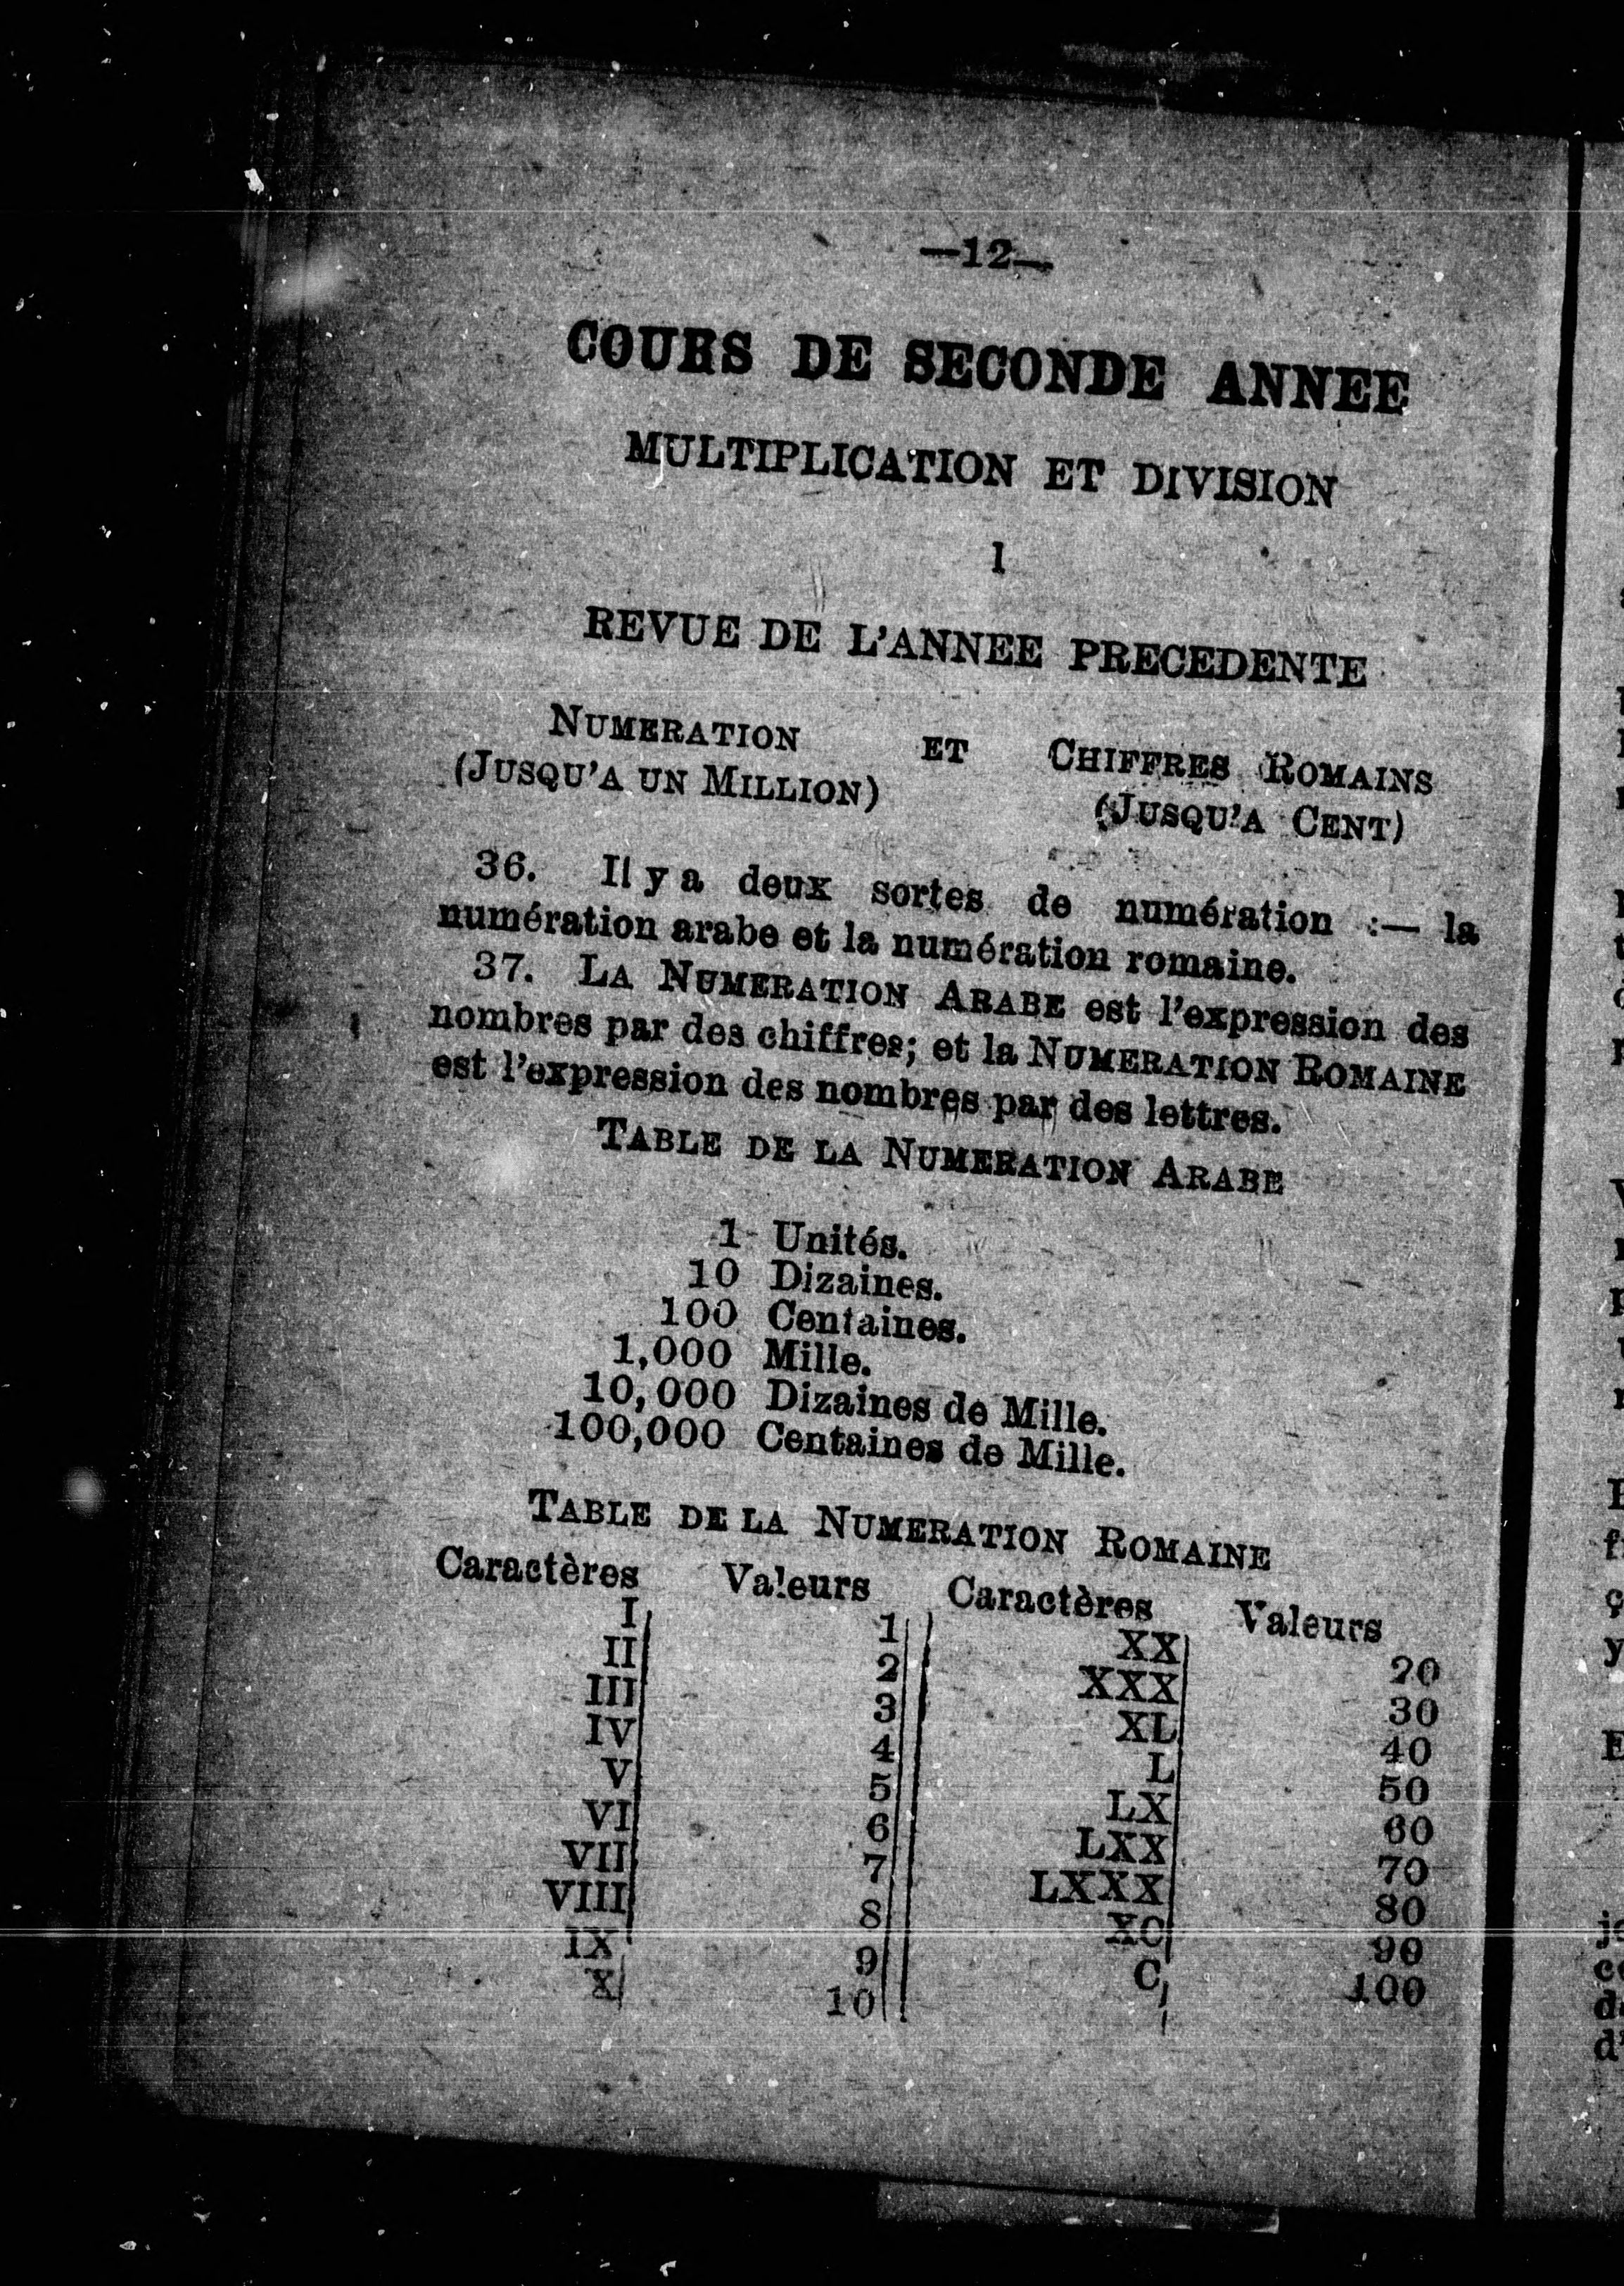 —12—
COURS DE SECONDE ANNEE
MULTIPLICATION ET DIVISION
I
REVUE DE L'ANNEE PRECEDENTE
NUMERATION ET CHIFFRES ROMAINS
(JUSQU'A UN MILLION) (JUSQU'A CENT)
36. Il y a deux sortes de numération :— la
numération arabe et la numération romaine.
37. LA NUMERATION ARABE est l'expression des
nombres par des chiffres; et la NUMERATION ROMAINE
est l'expression des nombres par des lettres.
TABLE DE LA NUMERATION ARABE
1 Unités.
10 Dizaines.
100 Centaines.
1,000 Mille.
10,000 Dizaines de Mille.
100,000 Centaines de Mille.
TABLE DE LA NUMERATION ROMAINE
Caractères Valeurs Caractères Valeurs
I 1 XX 20
II 2 XXX 30
III 3 XL 40
IV 4 L 50
V 5 LX 60
VI 6 LXX 70
VII 7 LXXX 80
VIII 8 XC 90
IX 9 C 100
X 10